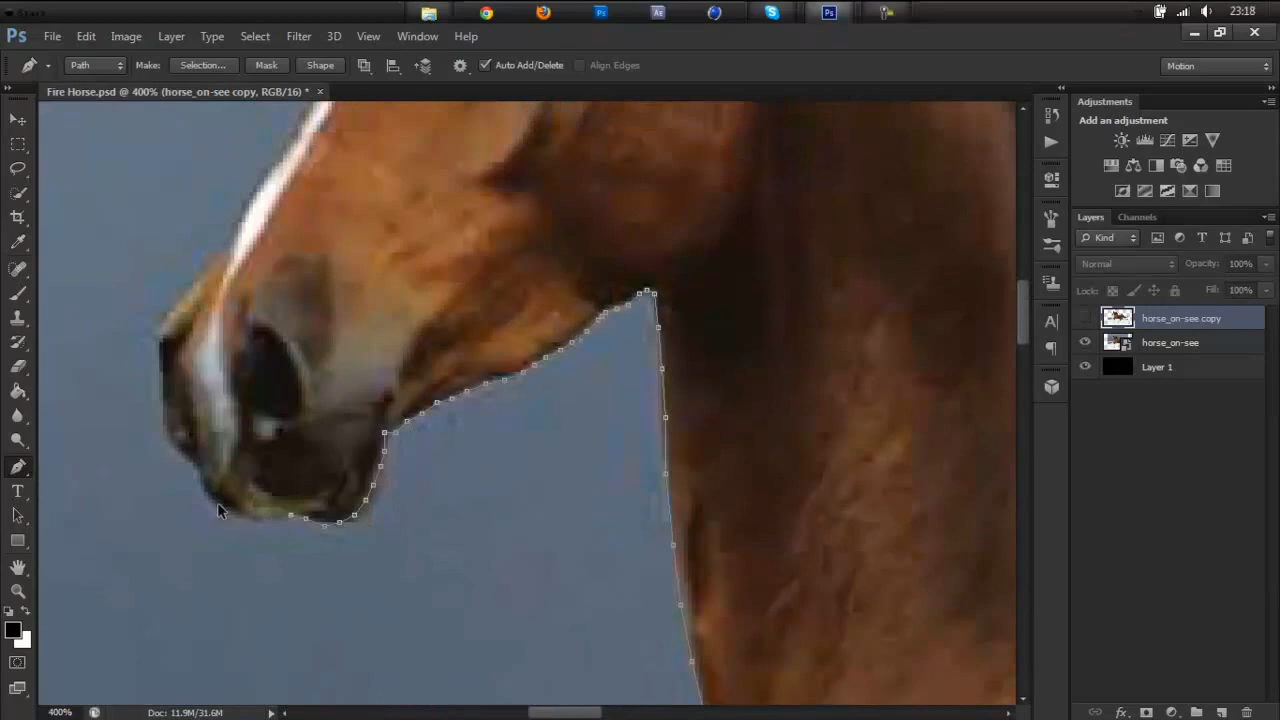 Start
23:18
Ps File Edit Image Layer Type Select Filter 3D View Window Help
Path Make: Selection... Mask Shape Auto Add/Delete Align Edges Motion
Fire Horse.psd @ 400% (horse_on-see copy, RGB/16) * ×
Adjustments
Add an adjustment
Layers Channels
Kind
Normal Opacity: 100%
Lock: Fill: 100%
horse_on-see copy
horse_on-see
Layer 1
400% Doc: 11.9M/31.6M